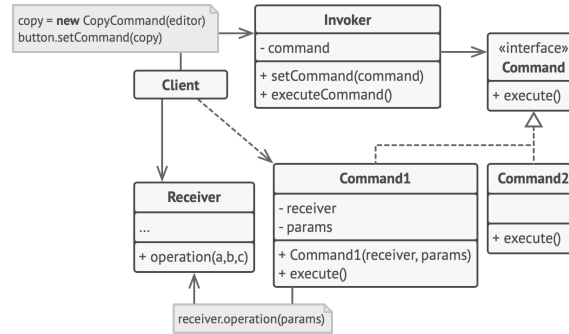 copy = new CopyCommand(editor)
button.setCommand(copy)
Invoker
- command
+ setCommand(command)
+ executeCommand()
«interface»
Command
+ execute()
Client
Receiver
...
+ operation(a,b,c)
Command1
- receiver
- params
+ Command1(receiver, params)
+ execute()
Command2
+ execute()
receiver.operation(params)